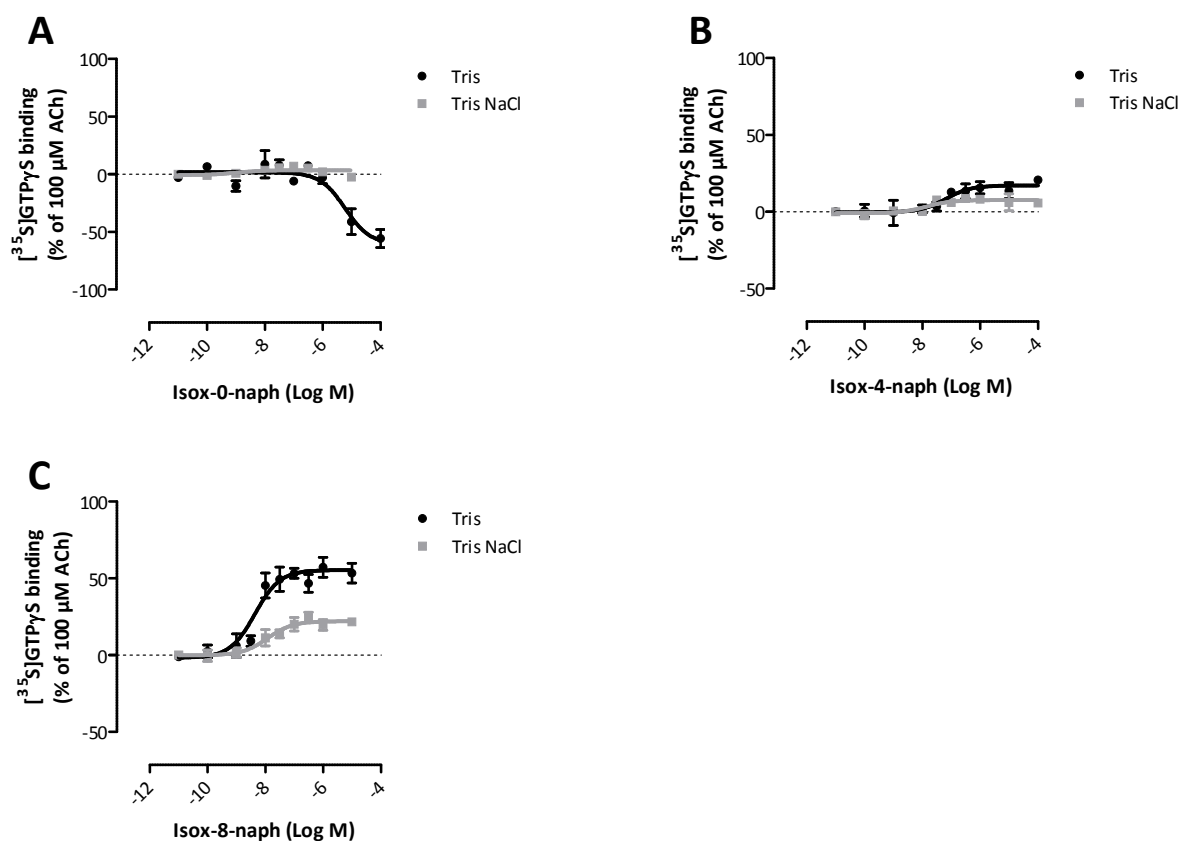 A
[³⁵S]GTPγS binding
(% of 100 µM ACh)
100
50
0
-50
-100
-12
-10
-8
-6
-4
Isox-0-naph (Log M)
Tris
Tris NaCl
B
[³⁵S]GTPγS binding
(% of 100 µM ACh)
100
50
0
-50
-12
-10
-8
-6
-4
Isox-4-naph (Log M)
Tris
Tris NaCl
C
[³⁵S]GTPγS binding
(% of 100 µM ACh)
100
50
0
-50
-12
-10
-8
-6
-4
Isox-8-naph (Log M)
Tris
Tris NaCl